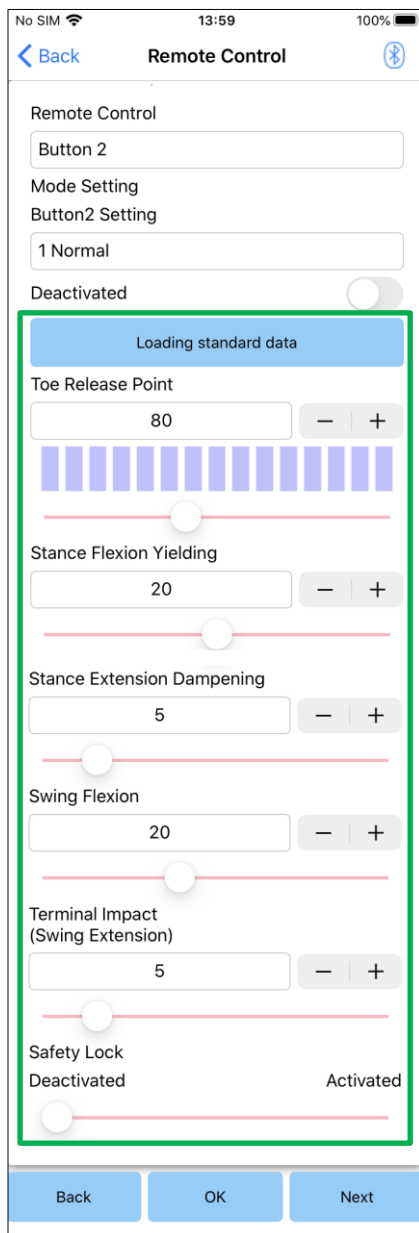 No SIM 13:59 100%
Back Remote Control
Remote Control
Button 2
Mode Setting
Button2 Setting
1 Normal
Deactivated
Loading standard data
Toe Release Point
80 − +
Stance Flexion Yielding
20 − +
Stance Extension Dampening
5 − +
Swing Flexion
20 − +
Terminal Impact
(Swing Extension)
5 − +
Safety Lock
Deactivated Activated
Back OK Next